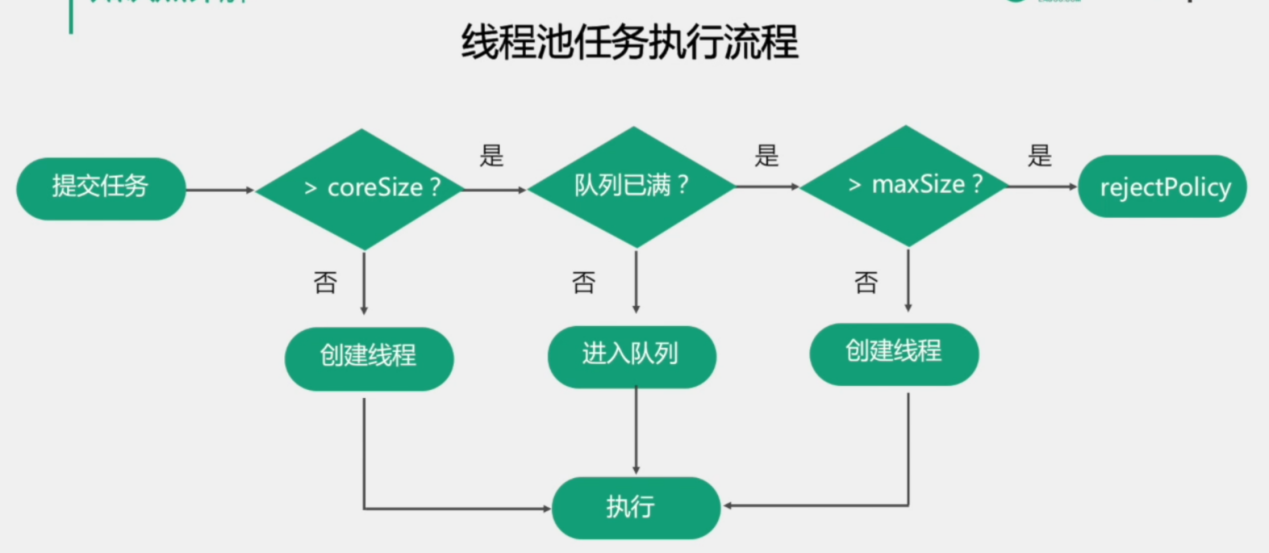 线程池任务执行流程
提交任务
> coreSize？
是
队列已满？
是
> maxSize？
是
rejectPolicy
否
否
否
创建线程
进入队列
创建线程
执行